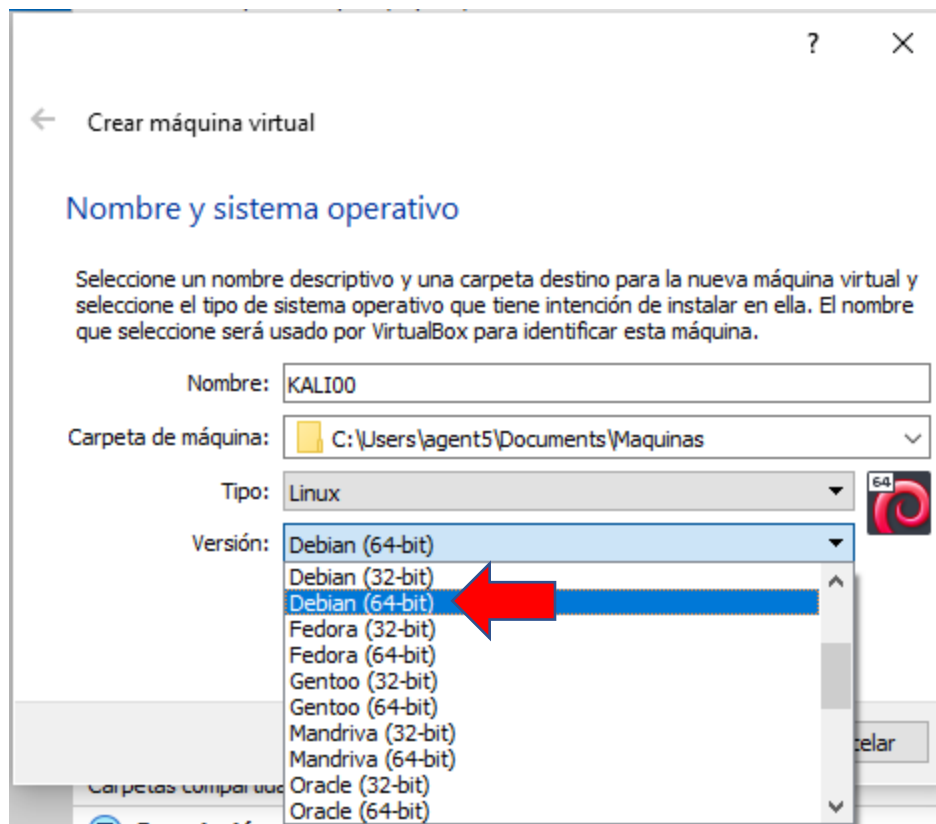 ?
Crear máquina virtual
Nombre y sistema operativo
Seleccione un nombre descriptivo y una carpeta destino para la nueva máquina virtual y
seleccione el tipo de sistema operativo que tiene intención de instalar en ella. El nombre
que seleccione será usado por VirtualBox para identificar esta máquina.
Nombre: KALI00
Carpeta de máquina: C:\Users\agent5\Documents\Maquinas
Tipo: Linux
64
Versión: Debian (64-bit)
Debian (32-bit)
Debian (64-bit)
Fedora (32-bit)
Fedora (64-bit)
Gentoo (32-bit)
Gentoo (64-bit)
Mandriva (32-bit)
Mandriva (64-bit)
celar
Oracle (32-bit)
Carpetas
Oracle (64-bit)